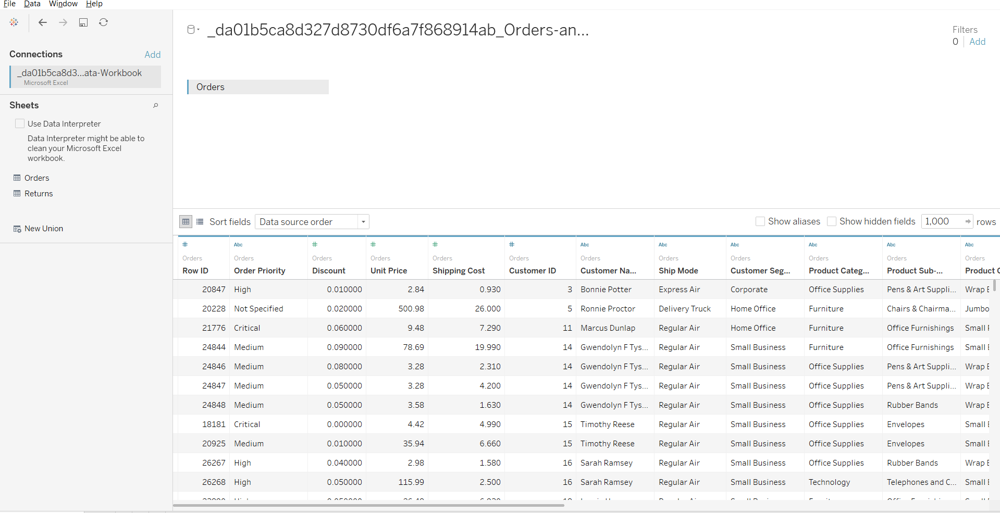 File Data Window Help
_da01b5ca8d327d8730df6a7f868914ab_Orders-an...
Filters
0 Add
Connections Add
_da01b5ca8d3...ata-Workbook
Microsoft Excel
Orders
Sheets
Use Data Interpreter
Data Interpreter might be able to
clean your Microsoft Excel
workbook.
Orders
Returns
New Union
Sort fields Data source order Show aliases Show hidden fields 1,000 rows
# Abc # # # # Abc Abc Abc Abc Abc Abc
Orders Orders Orders Orders Orders Orders Orders Orders Orders Orders Orders Orders
Row ID Order Priority Discount Unit Price Shipping Cost Customer ID Customer Na... Ship Mode Customer Seg... Product Categ... Product Sub-... Product
20847 High 0.010000 2.84 0.930 3 Bonnie Potter Express Air Corporate Office Supplies Pens & Art Suppli... Wrap
20228 Not Specified 0.020000 500.98 26.000 5 Ronnie Proctor Delivery Truck Home Office Furniture Chairs & Chairma... Jumbo
21776 Critical 0.060000 9.48 7.290 11 Marcus Dunlap Regular Air Home Office Furniture Office Furnishings Small
24844 Medium 0.090000 78.69 19.990 14 Gwendolyn F Tys... Regular Air Small Business Furniture Office Furnishings Small
24846 Medium 0.080000 3.28 2.310 14 Gwendolyn F Tys... Regular Air Small Business Office Supplies Pens & Art Suppli... Wrap
24847 Medium 0.050000 3.28 4.200 14 Gwendolyn F Tys... Regular Air Small Business Office Supplies Pens & Art Suppli... Wrap
24848 Medium 0.050000 3.58 1.630 14 Gwendolyn F Tys... Regular Air Small Business Office Supplies Rubber Bands Wrap
18181 Critical 0.000000 4.42 4.990 15 Timothy Reese Regular Air Small Business Office Supplies Envelopes Small
20925 Medium 0.010000 35.94 6.660 15 Timothy Reese Regular Air Small Business Office Supplies Envelopes Small
26267 High 0.040000 2.98 1.580 16 Sarah Ramsey Regular Air Small Business Office Supplies Rubber Bands Wrap
26268 High 0.050000 115.99 2.500 16 Sarah Ramsey Regular Air Small Business Technology Telephones and C... Small